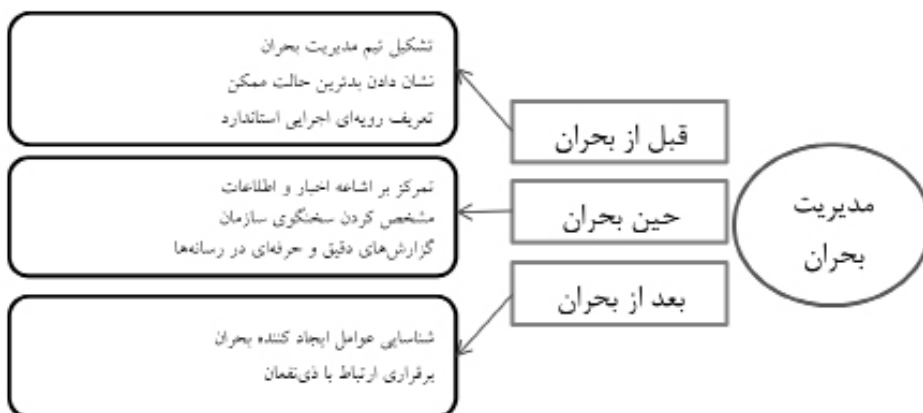 مدیریت
بحران
قبل از بحران
تشکیل تیم مدیریت بحران
نشان دادن بدترین حالت ممکن
تعریف رویه‌ای اجرایی استاندارد
حین بحران
تمرکز بر اشاعه اخبار و اطلاعات
مشخص کردن سخنگوی سازمان
گزارش‌های دقیق و حرفه‌ای در رسانه‌ها
بعد از بحران
شناسایی عوامل ایجاد کننده بحران
برقراری ارتباط با ذی‌نفعان